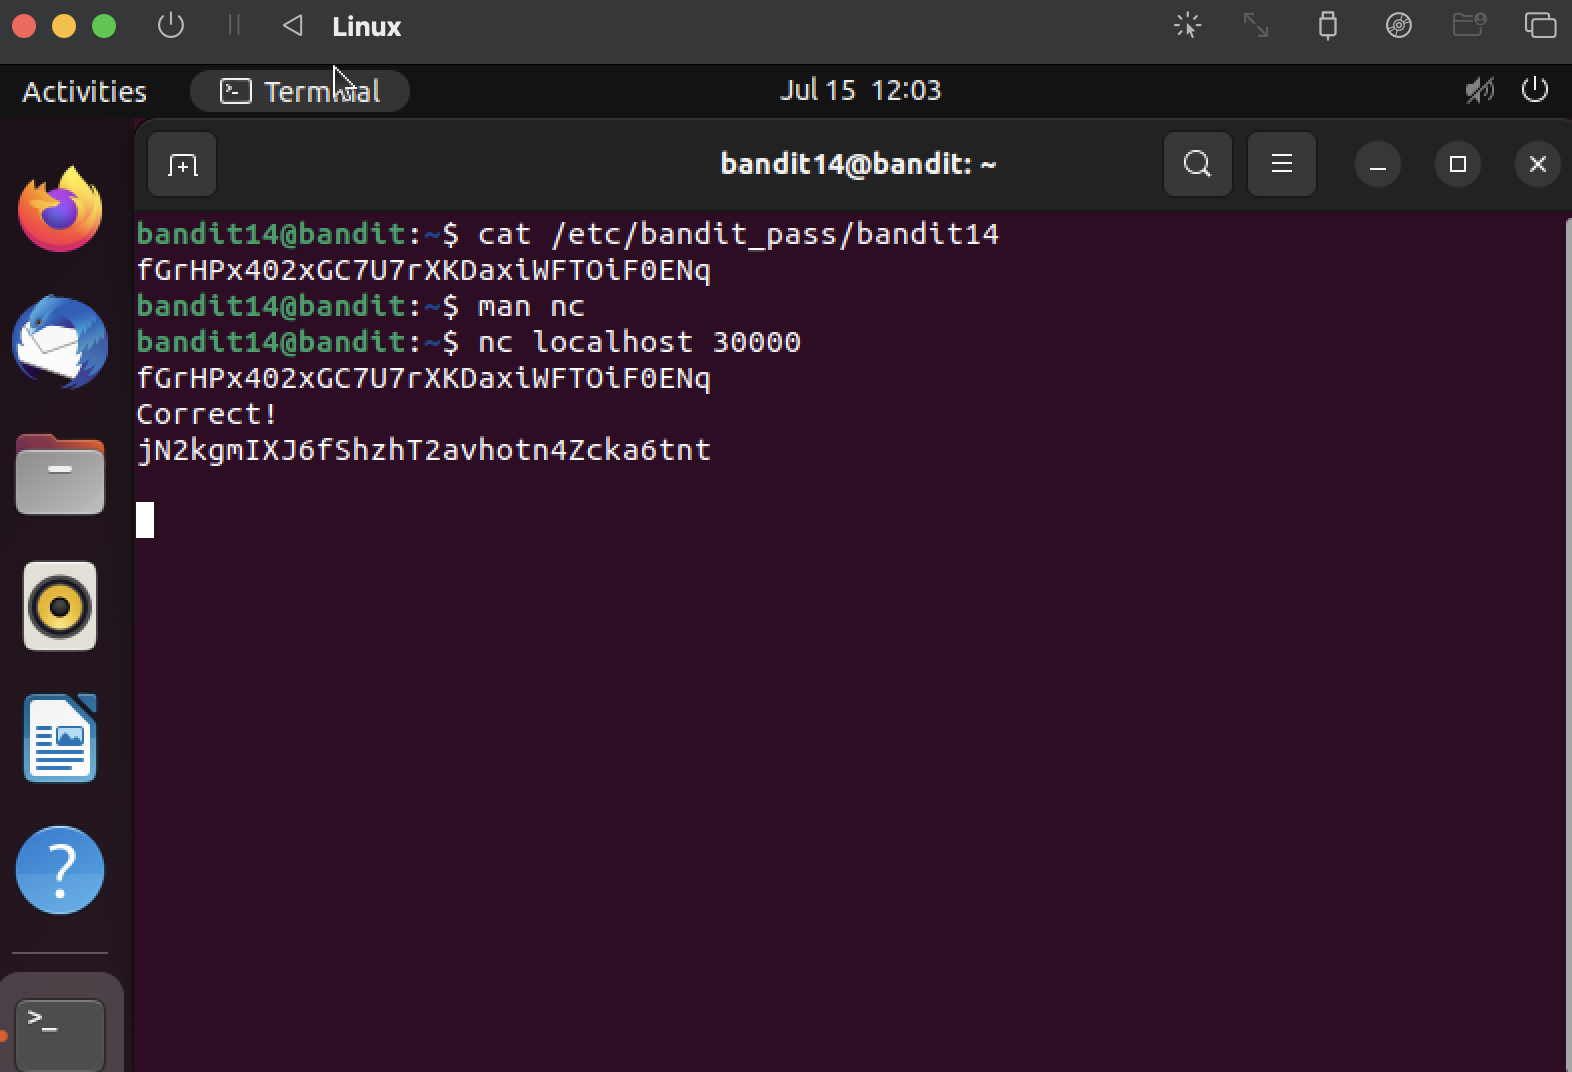 Linux
Activities
Terminal
Jul 15 12:03
bandit14@bandit: ~
bandit14@bandit:~$ cat /etc/bandit_pass/bandit14
fGrHPx402xGC7U7rXKDaxiWFTOiF0ENq
bandit14@bandit:~$ man nc
bandit14@bandit:~$ nc localhost 30000
fGrHPx402xGC7U7rXKDaxiWFTOiF0ENq
Correct!
jN2kgmIXJ6fShzhT2avhotn4Zcka6tnt